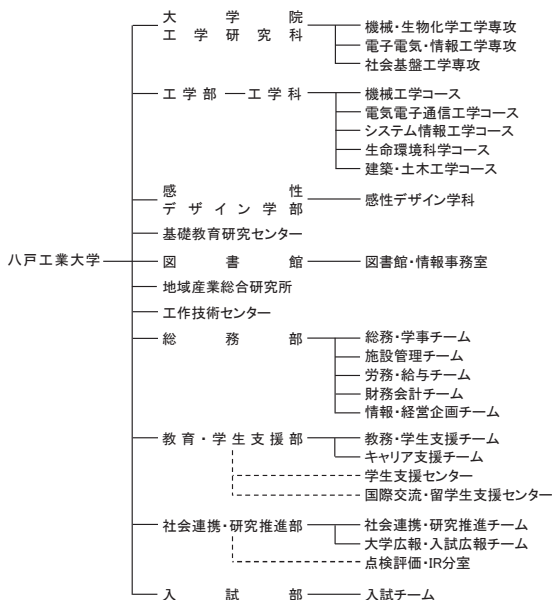 大学院
工学研究科
機械・生物化学工学専攻
電子電気・情報工学専攻
社会基盤工学専攻
工学部
工学科
機械工学コース
電気電子通信工学コース
システム情報工学コース
生命環境科学コース
建築・土木工学コース
感性
デザイン学部
感性デザイン学科
基礎教育研究センター
八戸工業大学
図書館
図書館・情報事務室
地域産業総合研究所
工作技術センター
総務部
総務・学事チーム
施設管理チーム
労務・給与チーム
財務会計チーム
情報・経営企画チーム
教育・学生支援部
教務・学生支援チーム
キャリア支援チーム
学生支援センター
国際交流・留学生支援センター
社会連携・研究推進部
社会連携・研究推進チーム
大学広報・入試広報チーム
点検評価・IR分室
入試部
入試チーム